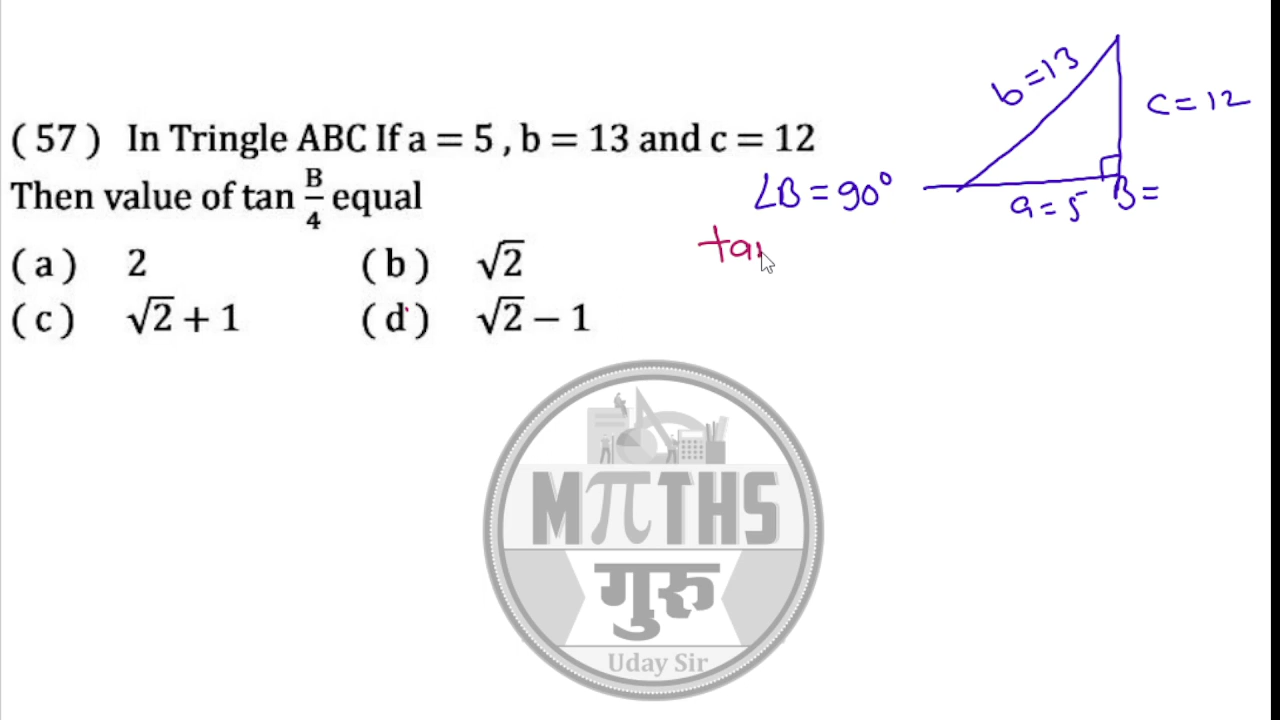 b = 13
c = 12
( 57 ) In Tringle ABC If a = 5 , b = 13 and c = 12
Then value of tan B/4 equal
∠B = 90°
a = 5
B =
tan
( a ) 2 ( b ) √2
( c ) √2 + 1 ( d ) √2 − 1
MπTHS
गुरु
Uday Sir